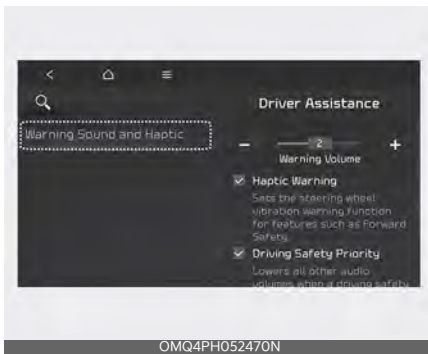 Driver Assistance
Warning Sound and Haptic
2
Warning Volume
Haptic Warning
Sets the steering wheel
vibration warning function
for features such as Forward
Safety.
Driving Safety Priority
Lowers all other audio
volumes when a driving safety
OMQ4PH052470N